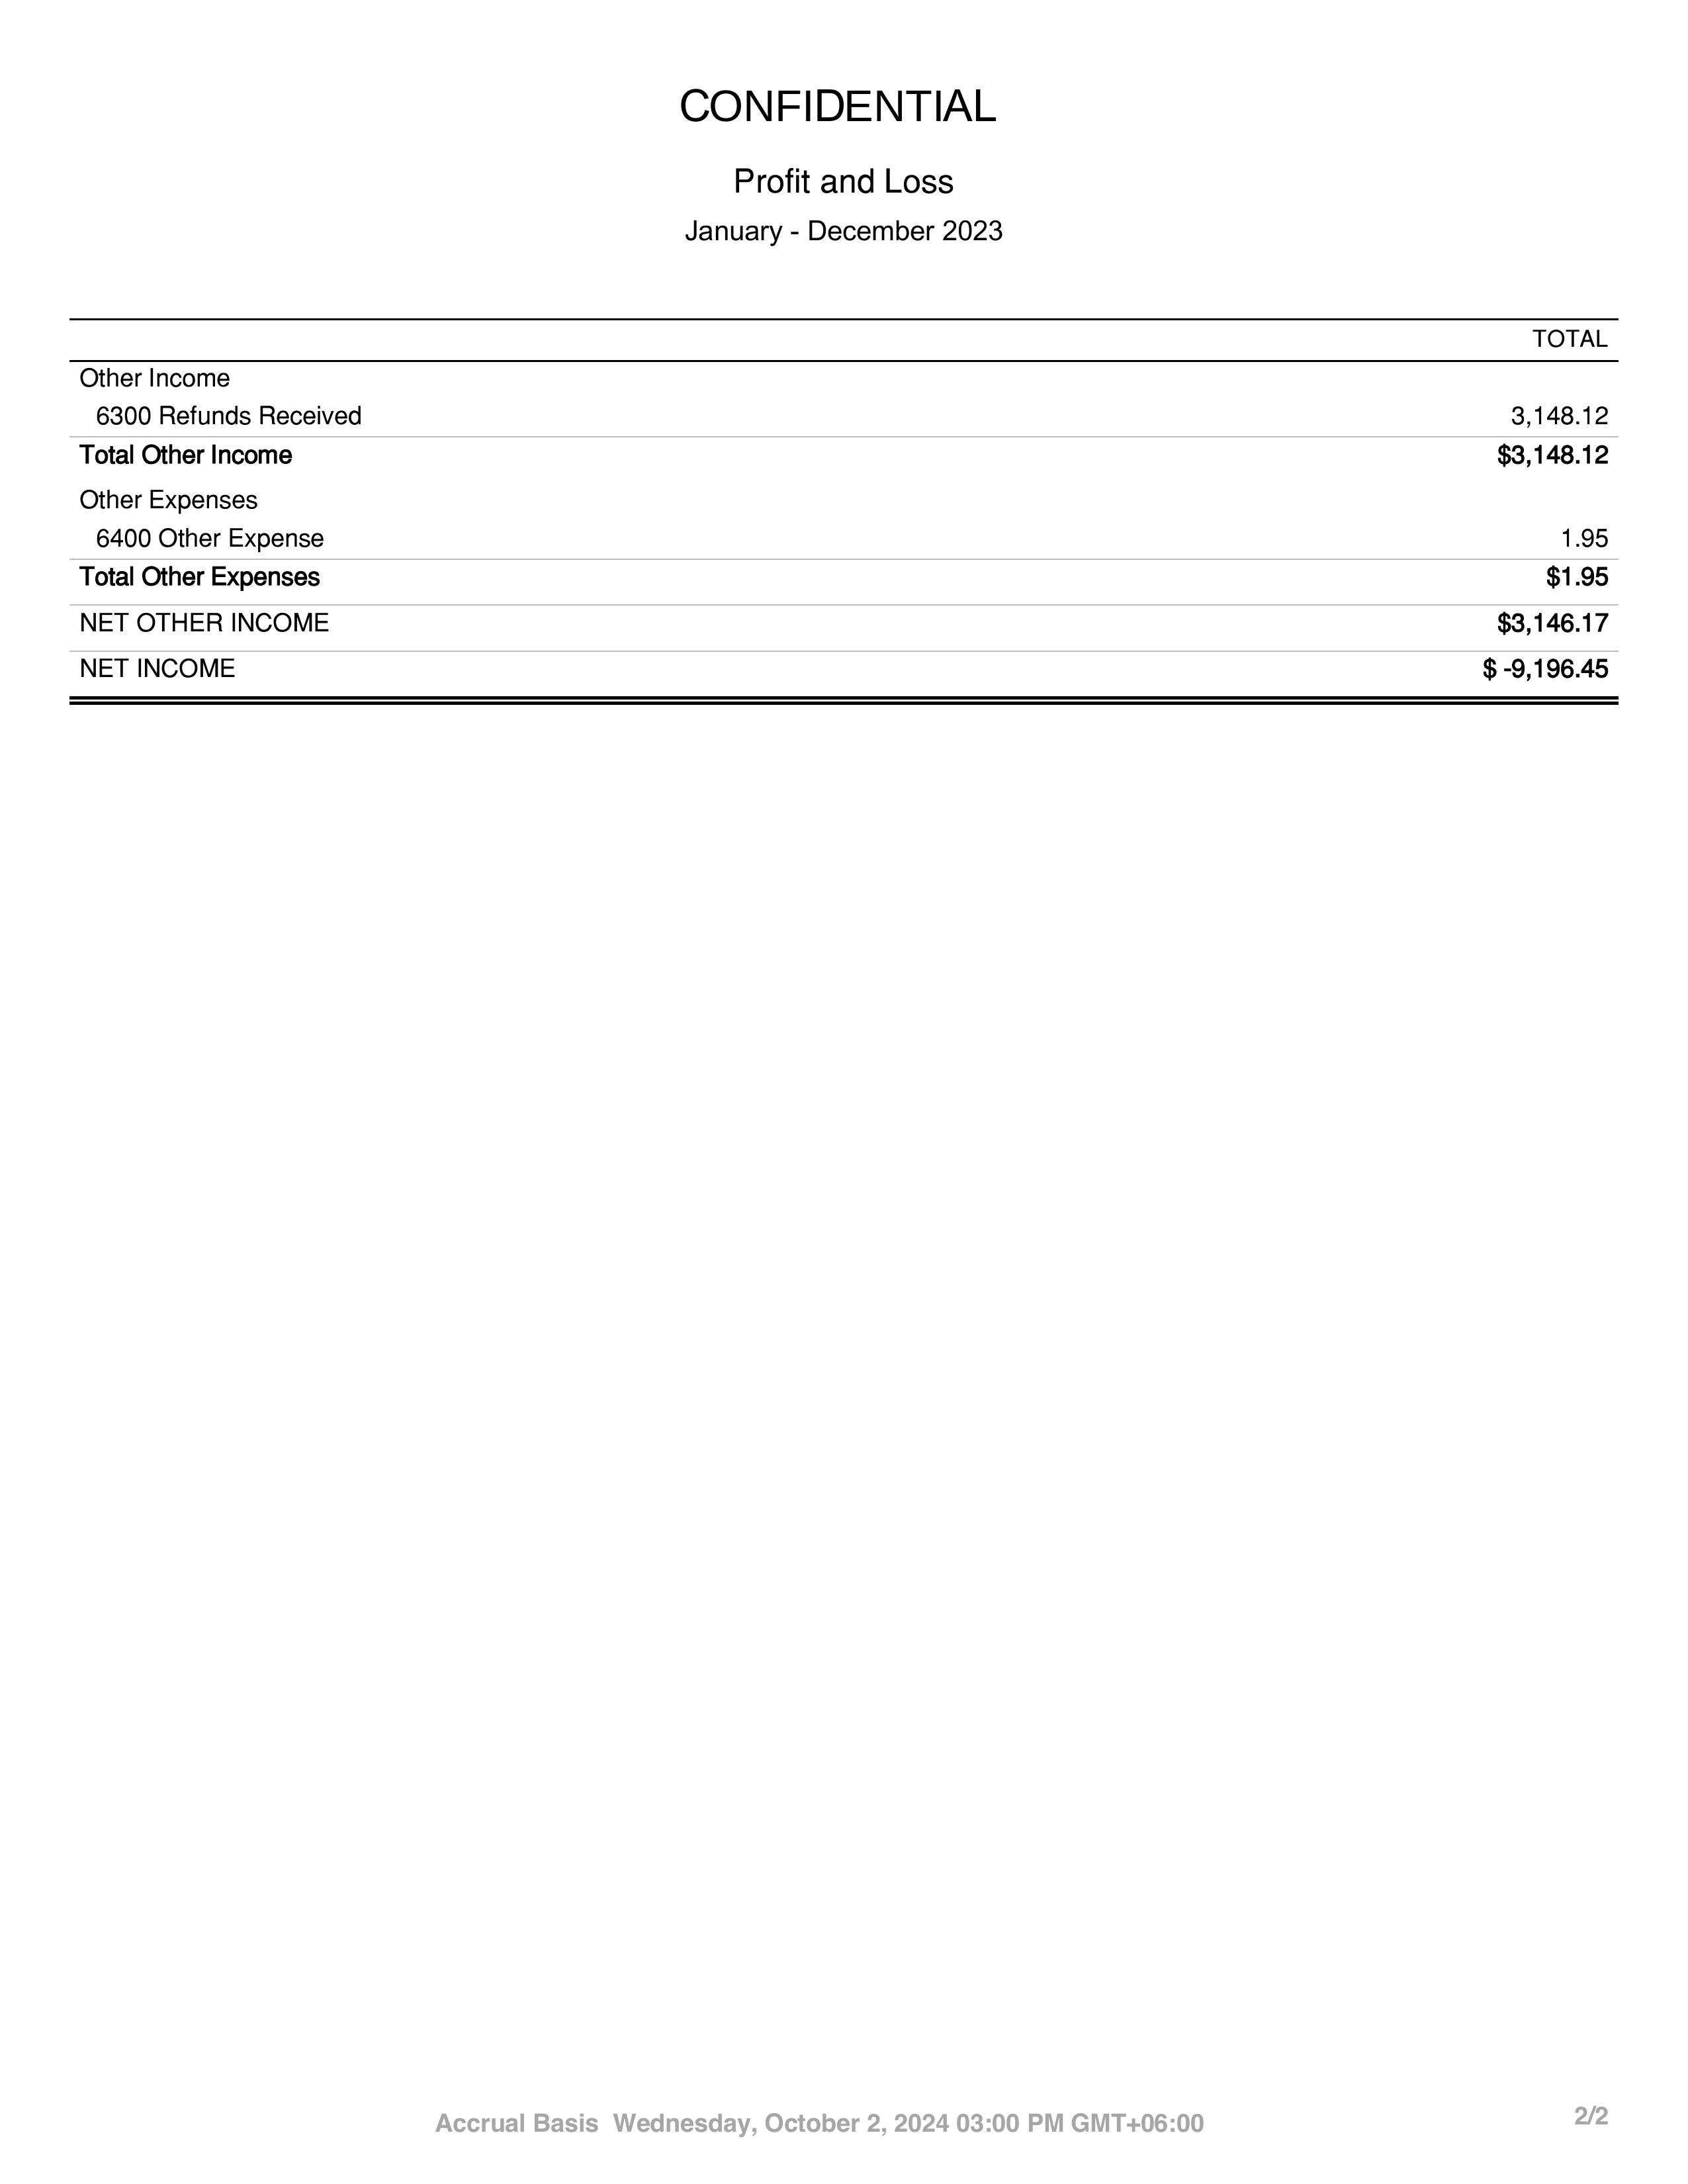 CONFIDENTIAL
Profit and Loss
January - December 2023
TOTAL
Other Income
6300 Refunds Received 3,148.12
Total Other Income $3,148.12
Other Expenses
6400 Other Expense 1.95
Total Other Expenses $1.95
NET OTHER INCOME $3,146.17
NET INCOME $ -9,196.45
Accrual Basis Wednesday, October 2, 2024 03:00 PM GMT+06:00 2/2